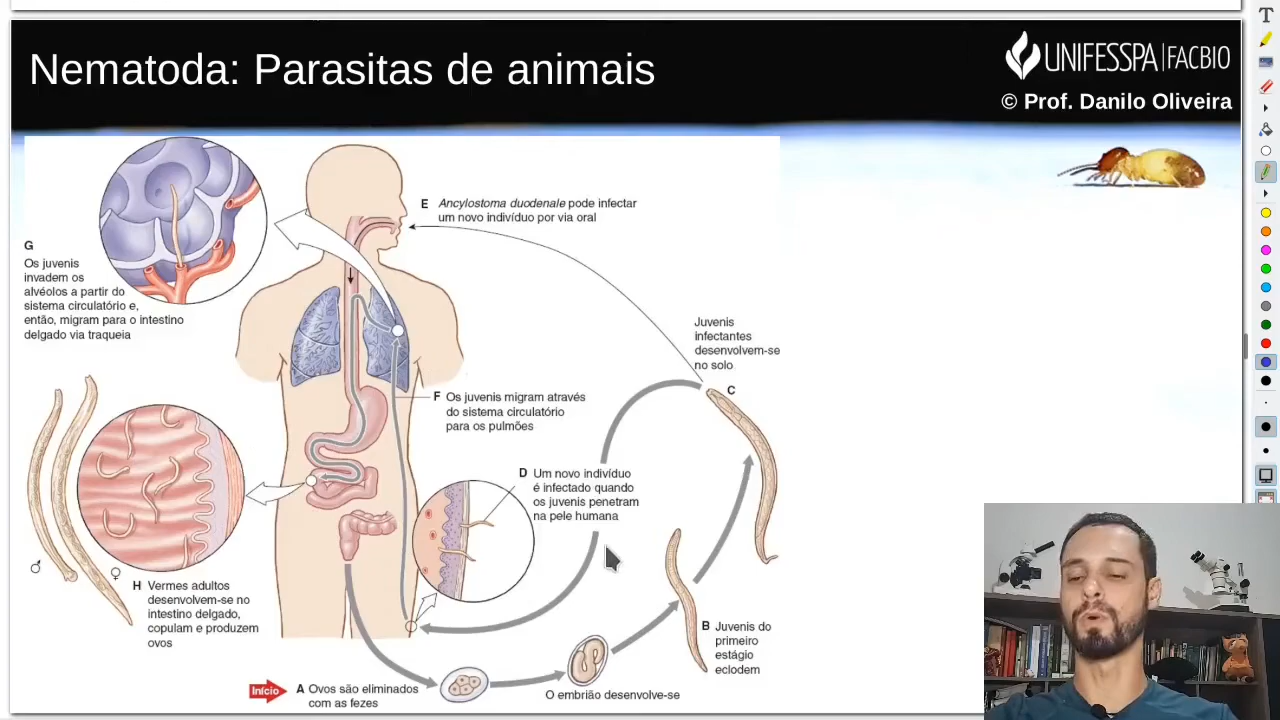 Nematoda: Parasitas de animais
UNIFESSPA|FACBIO
© Prof. Danilo Oliveira
E Ancylostoma duodenale pode infectar
um novo indivíduo por via oral
G
Os juvenis
invadem os
alvéolos a partir do
sistema circulatório e,
então, migram para o intestino
delgado via traqueia
Juvenis
infectantes
desenvolvem-se
no solo
C
F Os juvenis migram através
do sistema circulatório
para os pulmões
D Um novo indivíduo
é infectado quando
os juvenis penetram
na pele humana
♂
♀
H Vermes adultos
desenvolvem-se no
intestino delgado,
copulam e produzem
ovos
B Juvenis do
primeiro
estágio
eclodem
Início
A Ovos são eliminados
com as fezes
O embrião desenvolve-se
T